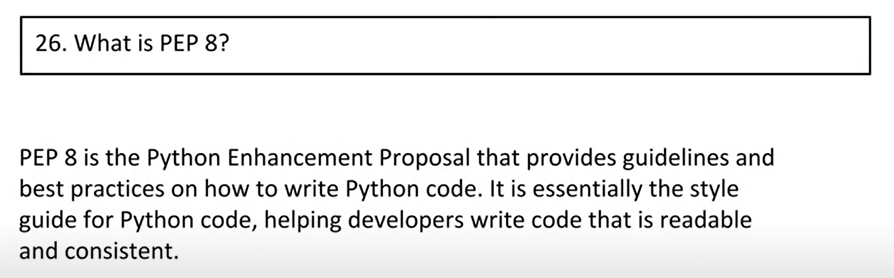 26. What is PEP 8?
PEP 8 is the Python Enhancement Proposal that provides guidelines and
best practices on how to write Python code. It is essentially the style
guide for Python code, helping developers write code that is readable
and consistent.